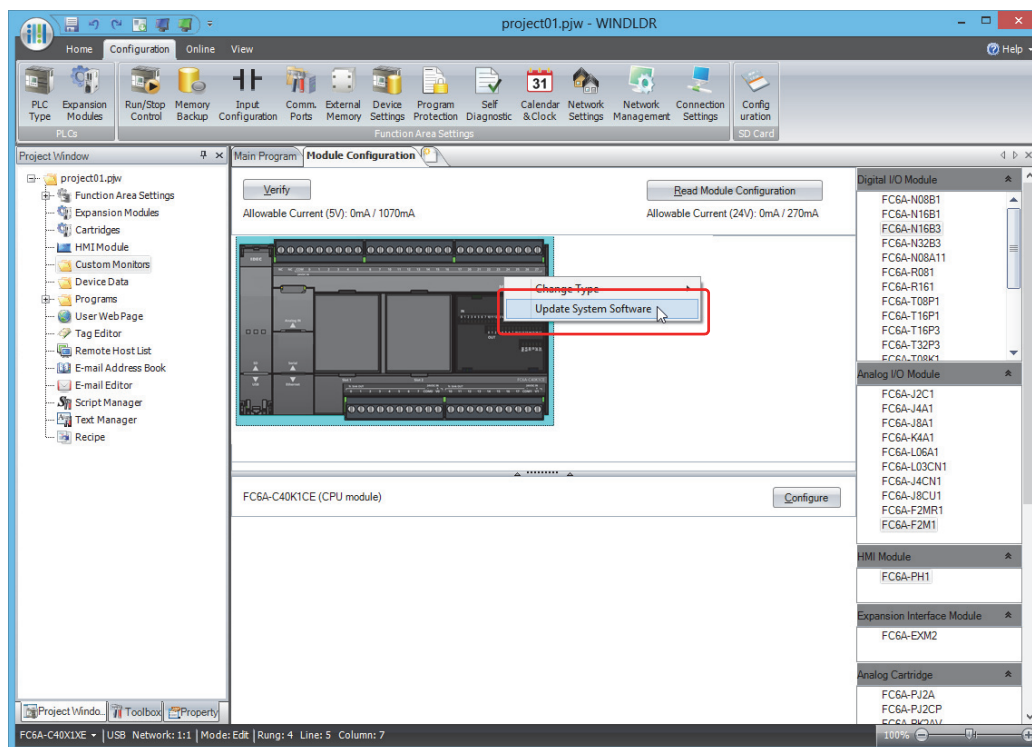 project01.pjw - WINDLDR
Home Configuration Online View Help
PLC Type
Expansion Modules
Run/Stop Control
Memory Backup
Input Configuration
Comm. Ports
External Memory
Device Settings
Program Protection
Self Diagnostic
31
Calendar &Clock
Network Settings
Network Management
Connection Settings
Configuration
PLCs
Function Area Settings
SD Card
Project Window
project01.pjw
Function Area Settings
Expansion Modules
Cartridges
HMI Module
Custom Monitors
Device Data
Programs
User Web Page
Tag Editor
Remote Host List
E-mail Address Book
E-mail Editor
Script Manager
Text Manager
Recipe
Project Windo...
Toolbox
Property
Main Program
Module Configuration
Verify
Read Module Configuration
Allowable Current (5V): 0mA / 1070mA
Allowable Current (24V): 0mA / 270mA
Change Type
Update System Software
FC6A-C40K1CE (CPU module)
Configure
Digital I/O Module
FC6A-N08B1
FC6A-N16B1
FC6A-N16B3
FC6A-N32B3
FC6A-N08A11
FC6A-R081
FC6A-R161
FC6A-T08P1
FC6A-T16P1
FC6A-T16P3
FC6A-T32P3
FC6A-T08K1
Analog I/O Module
FC6A-J2C1
FC6A-J4A1
FC6A-J8A1
FC6A-K4A1
FC6A-L06A1
FC6A-L03CN1
FC6A-J4CN1
FC6A-J8CU1
FC6A-F2MR1
FC6A-F2M1
HMI Module
FC6A-PH1
Expansion Interface Module
FC6A-EXM2
Analog Cartridge
FC6A-PJ2A
FC6A-PJ2CP
FC6A-PK2AV
FC6A-C40X1XE
USB Network: 1:1 | Mode: Edit | Rung: 4 Line: 5 Column: 7
100%